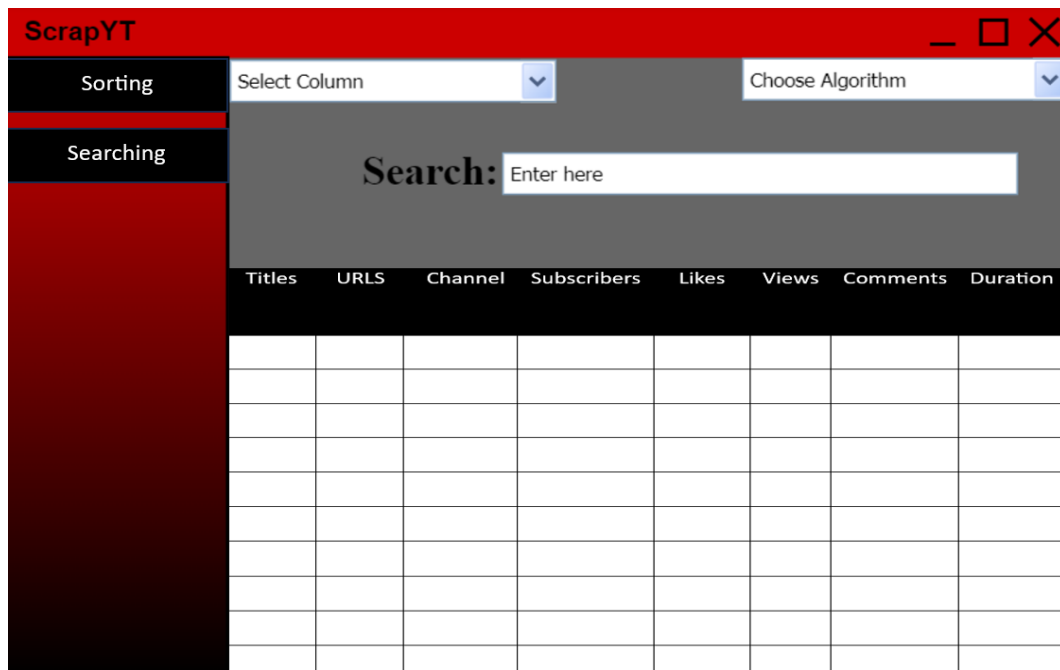 ScrapYT
Sorting
Select Column
Choose Algorithm
Searching
Search: Enter here
Titles URLS Channel Subscribers Likes Views Comments Duration